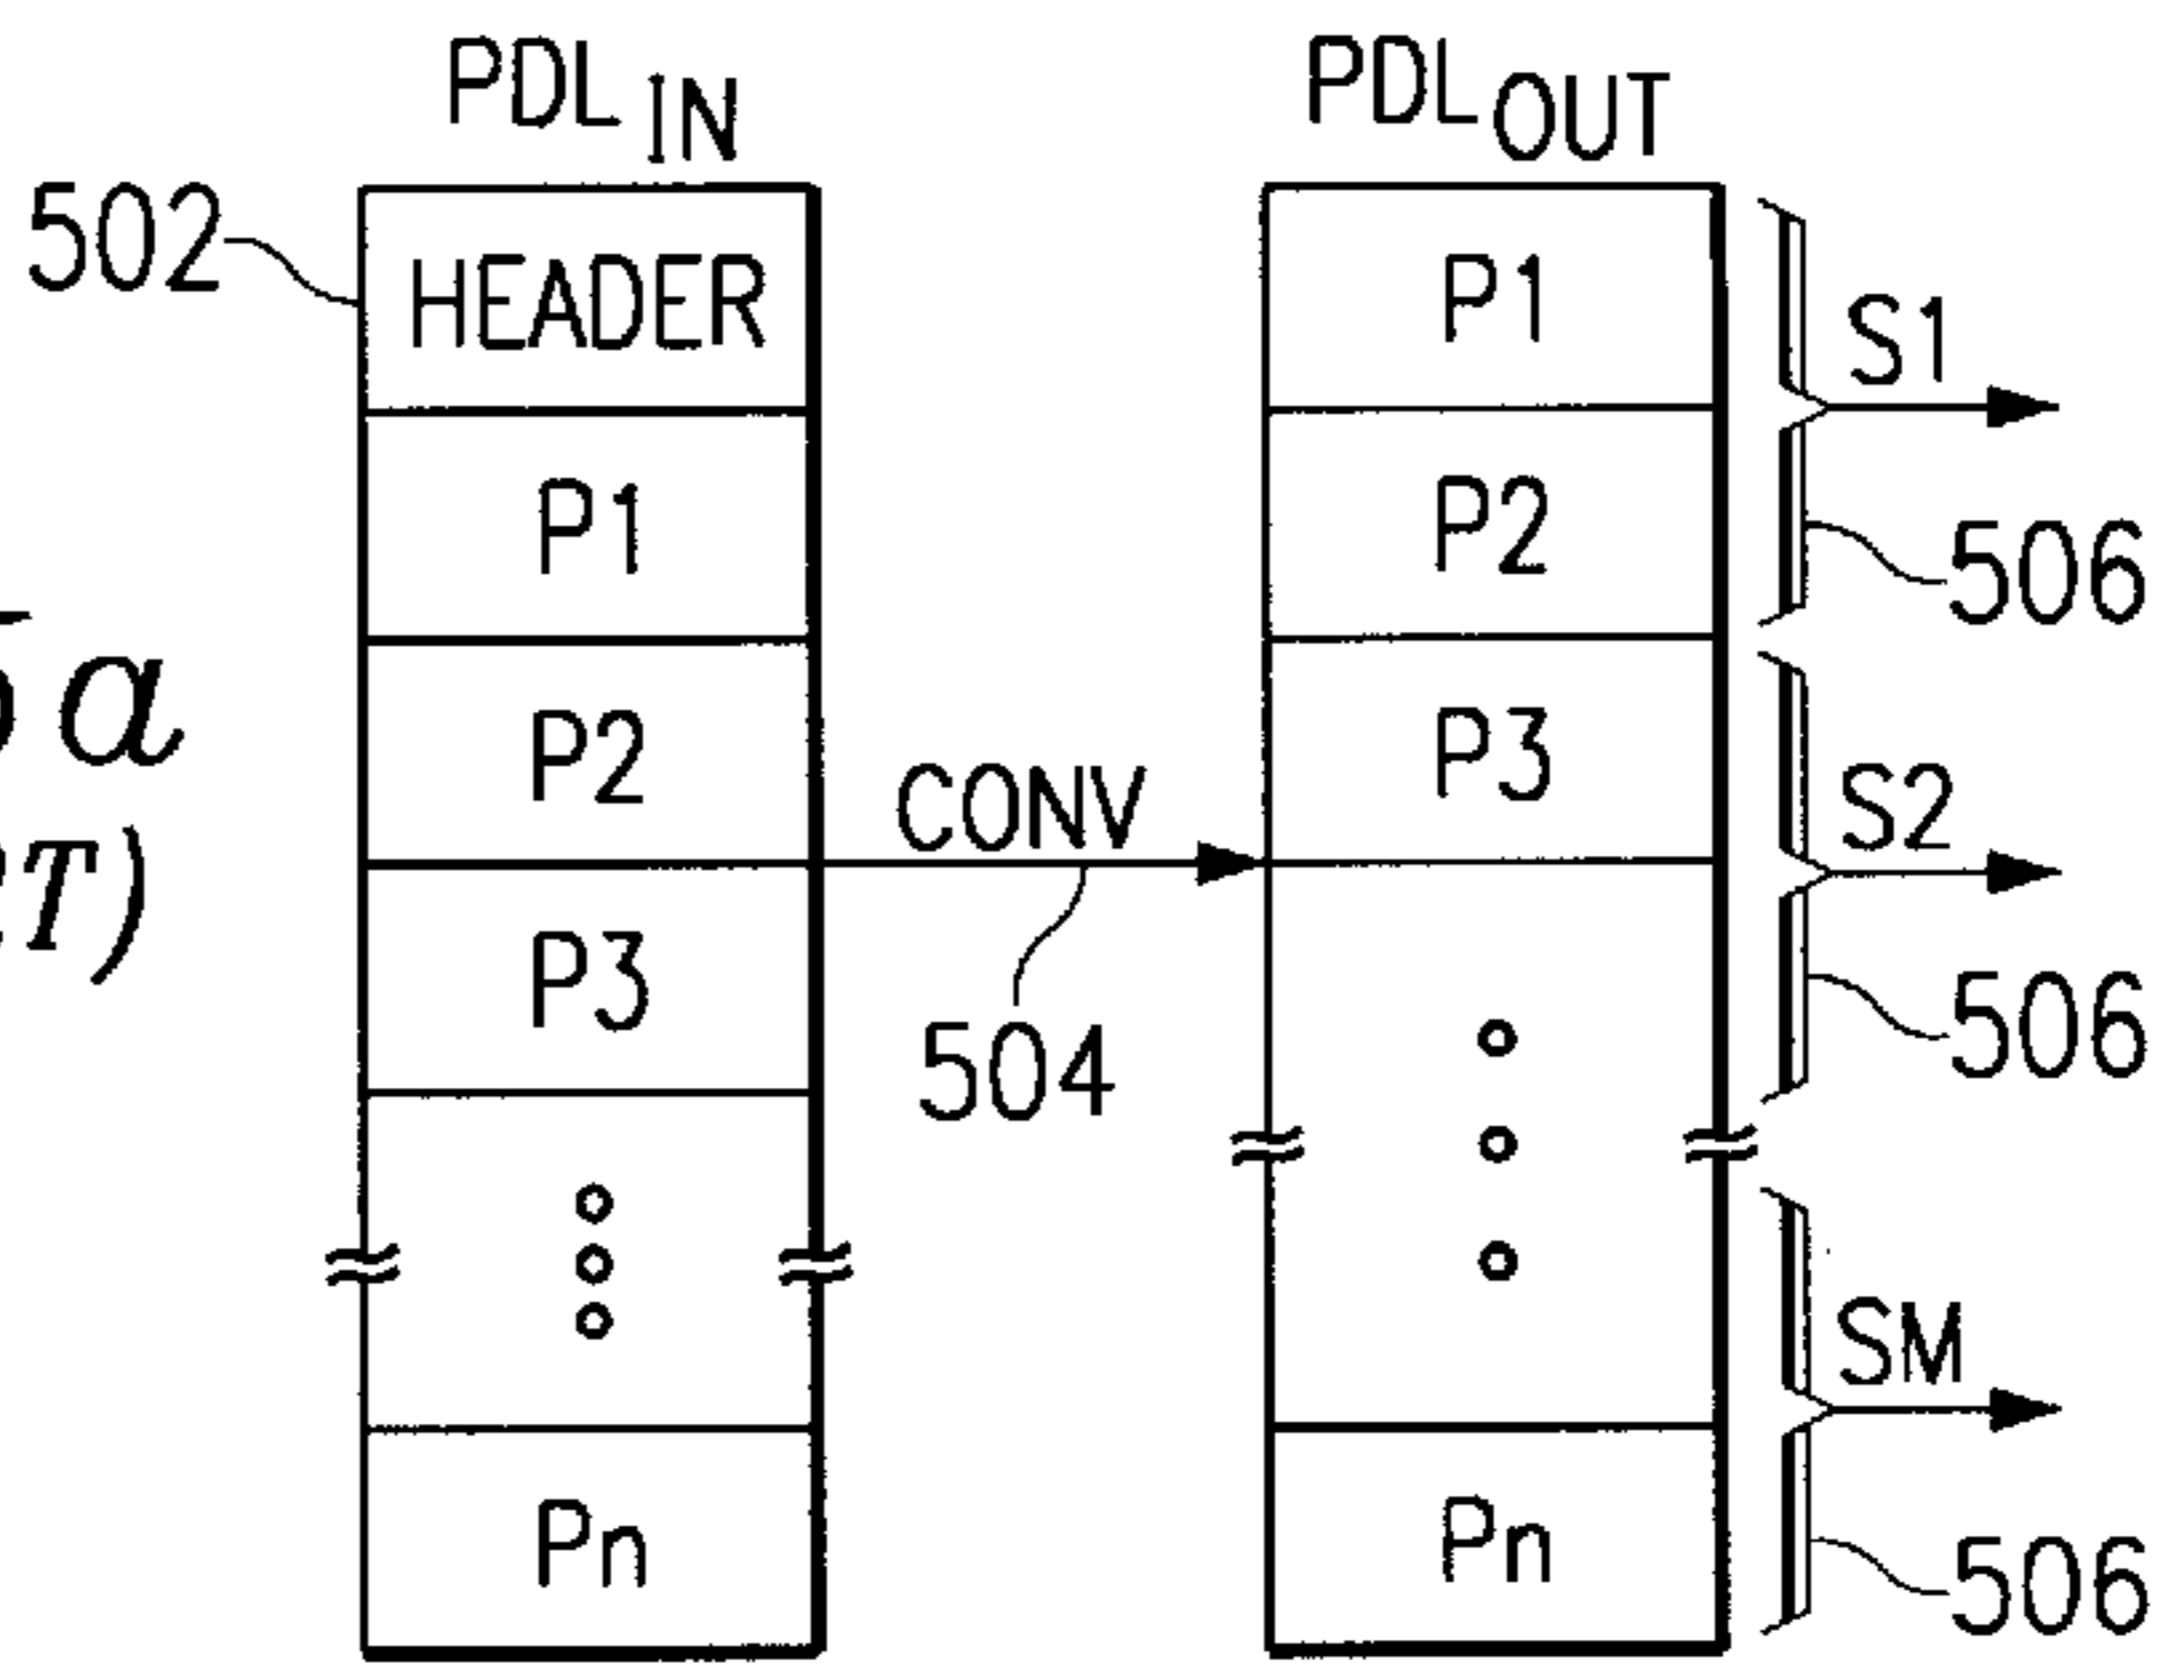 PDL IN
PDL OUT
502
HEADER
P1
P2
P3
Pn
CONV
504
P1
P2
P3
Pn
S1
506
S2
506
SM
506
a
T)